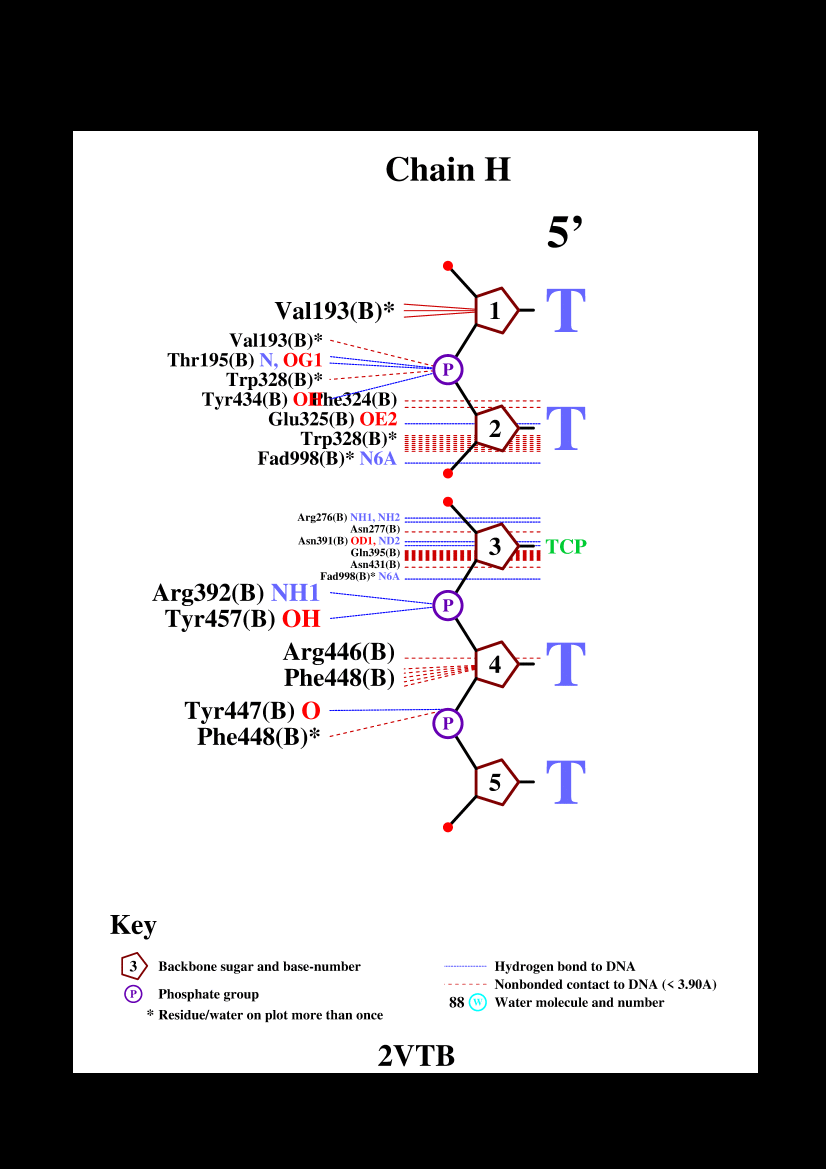 Chain H
5’
Val193(B)* 1 T
Val193(B)*
Thr195(B) N, OG1 P
Trp328(B)*
Tyr434(B) OH
Phe324(B)
Glu325(B) OE2 2 T
Trp328(B)*
Fad998(B)* N6A
Arg276(B) NH1, NH2
Asn277(B)
Asn391(B) OD1, ND2 3 TCP
Gln395(B)
Asn431(B)
Fad998(B)* N6A
Arg392(B) NH1 P
Tyr457(B) OH
Arg446(B) 4 T
Phe448(B)
Tyr447(B) O P
Phe448(B)*
5 T
Key
3 Backbone sugar and base-number
P Phosphate group
* Residue/water on plot more than once
Hydrogen bond to DNA
Nonbonded contact to DNA (< 3.90A)
88 W Water molecule and number
2VTB